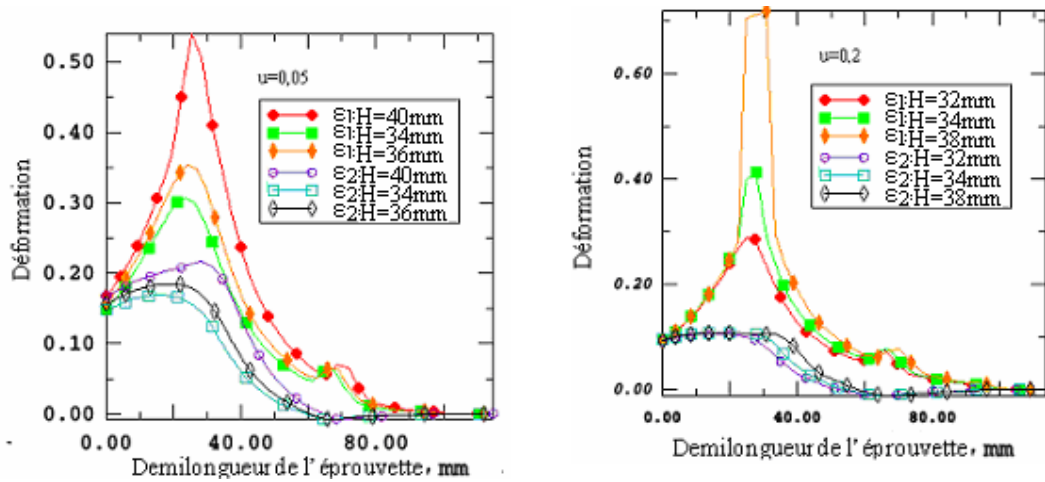 u=0,05
ε1:H=40mm
ε1:H=34mm
ε1:H=36mm
ε2:H=40mm
ε2:H=34mm
ε2:H=36mm
0.50
0.40
0.30
0.20
0.10
0.00
Déformation
0.00
40.00
80.00
Demilongueur de l' éprouvette, mm
u=0,2
ε1:H=32mm
ε1:H=34mm
ε1:H=38mm
ε2:H=32mm
ε2:H=34mm
ε2:H=38mm
0.60
0.40
0.20
0.00
Déformation
0.00
40.00
80.00
Demilongueur de l' éprouvette, mm